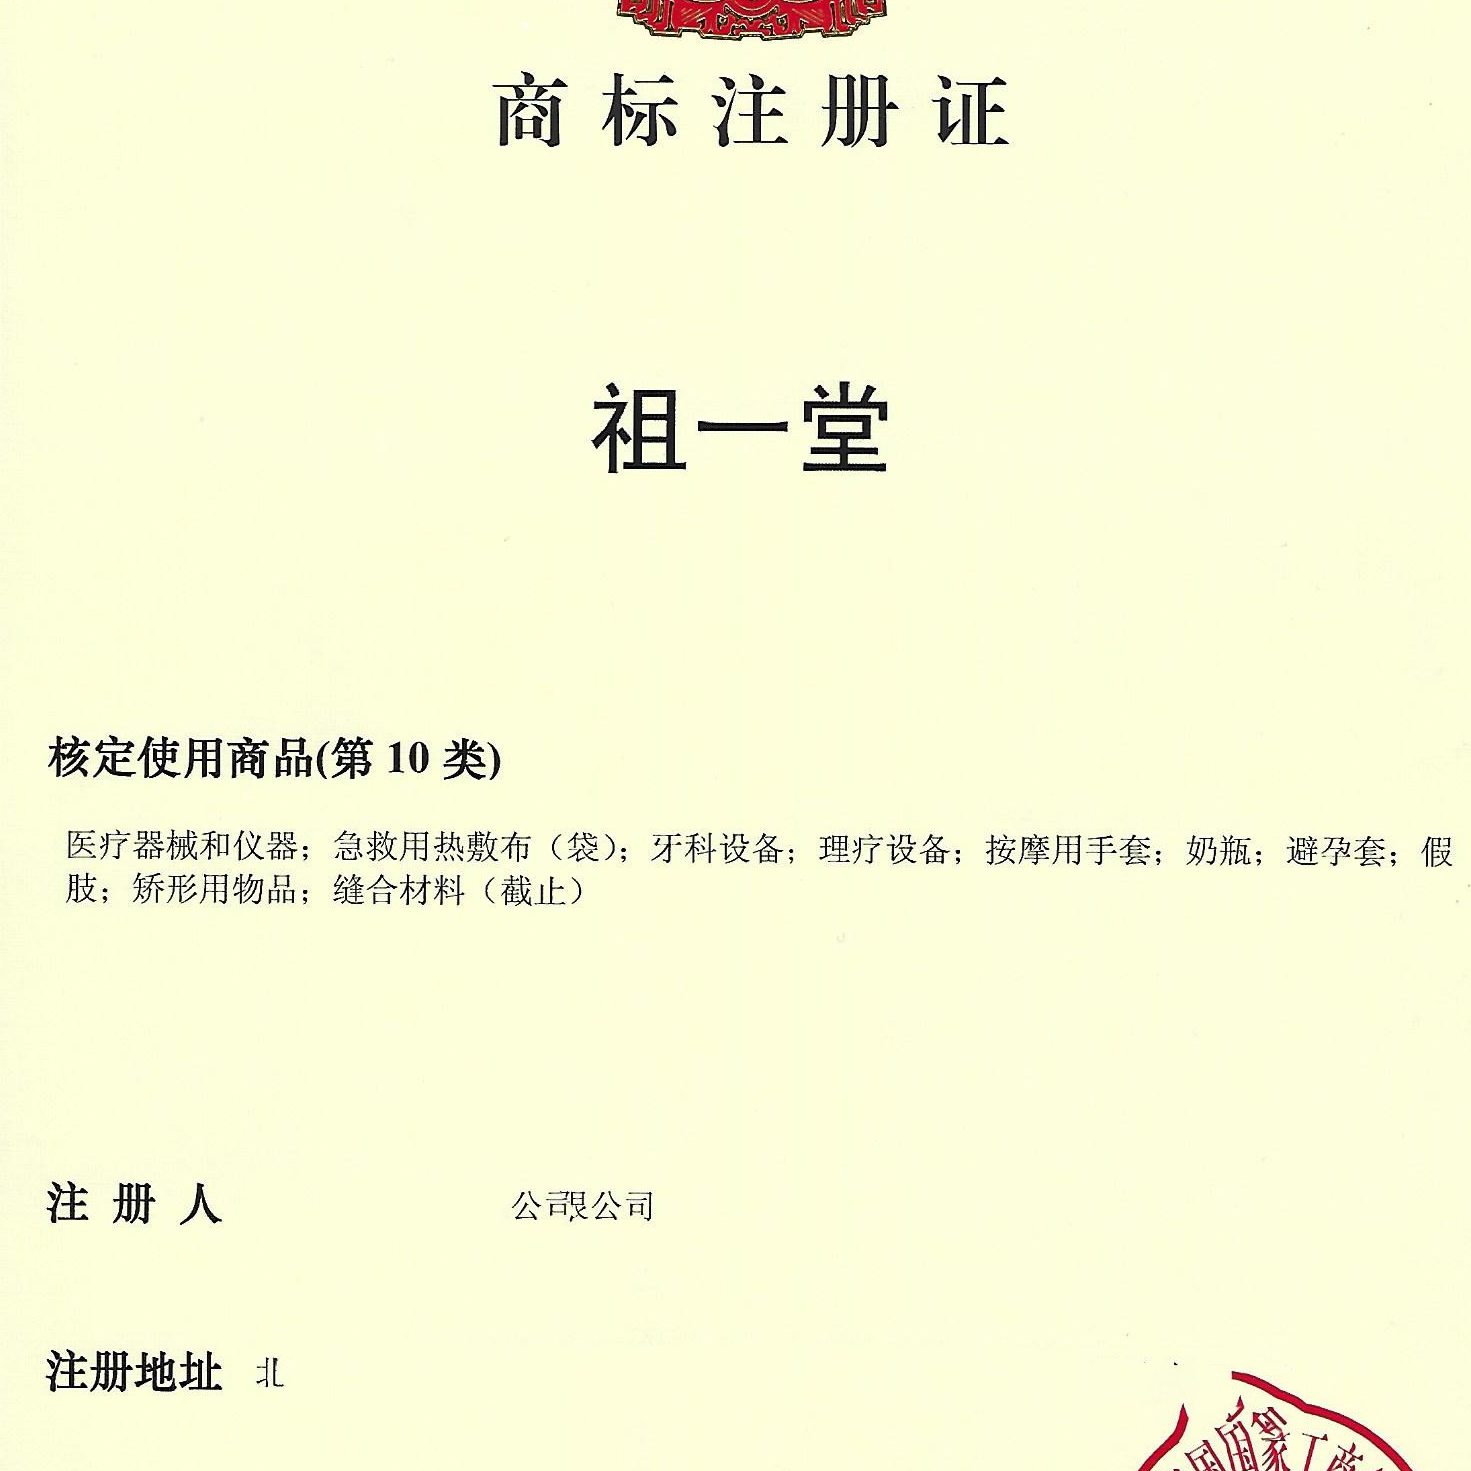 商标注册证
祖一堂
核定使用商品(第 10 类)
医疗器械和仪器；急救用热敷布（袋）；牙科设备；理疗设备；按摩用手套；奶瓶；避孕套；假
肢；矫形用物品；缝合材料（截止）
注 册 人 公司限公司
注册地址 北
国国家工商